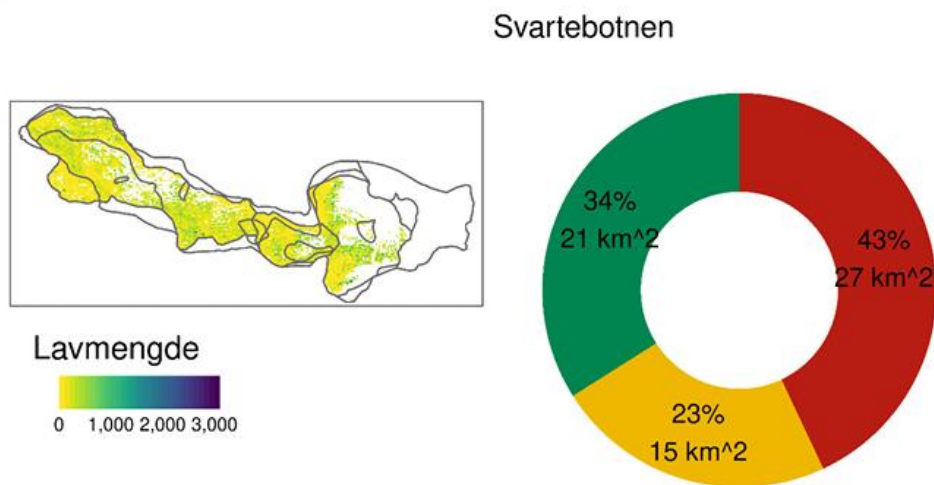 Svartebotnen
34%
21 km^2
43%
27 km^2
23%
15 km^2
Lavmengde
0 1,000 2,000 3,000